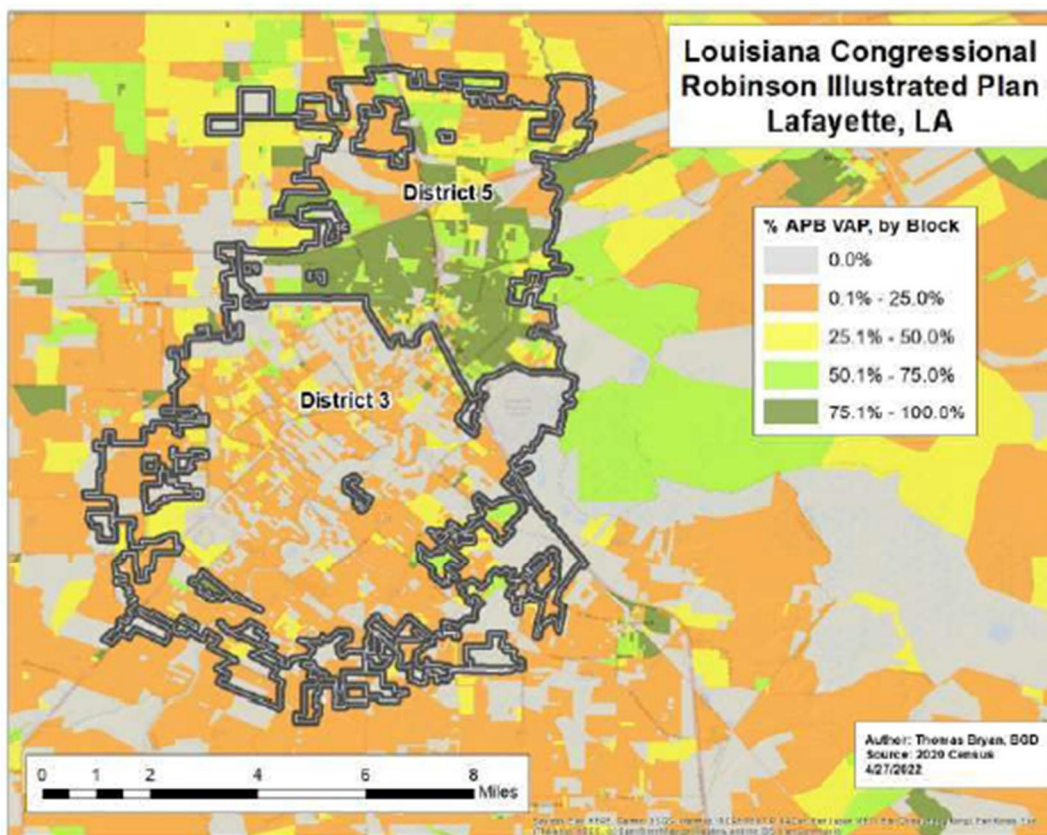 Louisiana Congressional
Robinson Illustrated Plan
Lafayette, LA
District 5
% APB VAP, by Block
0.0%
0.1% - 25.0%
25.1% - 50.0%
50.1% - 75.0%
75.1% - 100.0%
District 3
Author: Thomas Bryan, BGD
Source: 2020 Census
4/27/2022
0 1 2 4 6 8
Miles